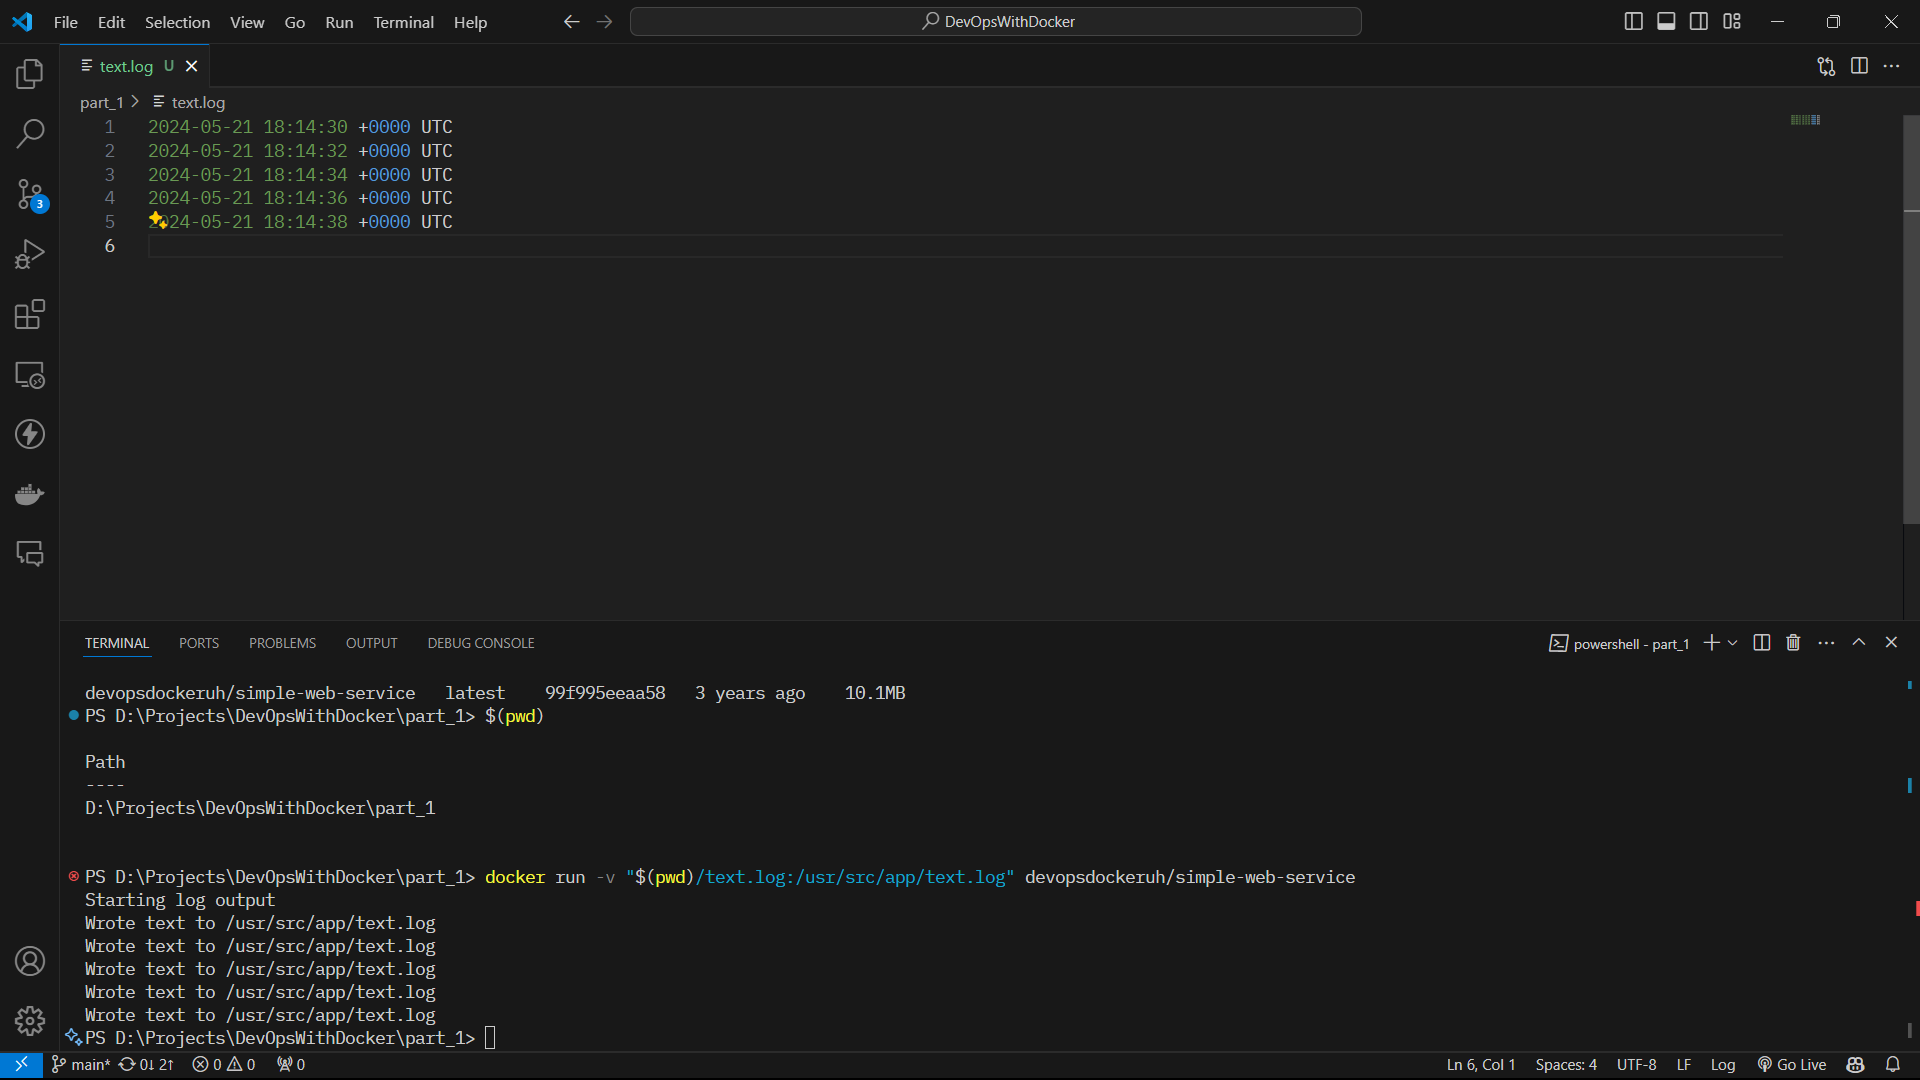 File Edit Selection View Go Run Terminal Help DevOpsWithDocker
text.log U
part_1 > text.log
1 2024-05-21 18:14:30 +0000 UTC
2 2024-05-21 18:14:32 +0000 UTC
3 2024-05-21 18:14:34 +0000 UTC
4 2024-05-21 18:14:36 +0000 UTC
5 2024-05-21 18:14:38 +0000 UTC
6
3
TERMINAL PORTS PROBLEMS OUTPUT DEBUG CONSOLE powershell - part_1
devopsdockeruh/simple-web-service latest 99f995eeaa58 3 years ago 10.1MB
PS D:\Projects\DevOpsWithDocker\part_1> $(pwd)
Path
----
D:\Projects\DevOpsWithDocker\part_1
PS D:\Projects\DevOpsWithDocker\part_1> docker run -v "$(pwd)/text.log:/usr/src/app/text.log" devopsdockeruh/simple-web-service
Starting log output
Wrote text to /usr/src/app/text.log
Wrote text to /usr/src/app/text.log
Wrote text to /usr/src/app/text.log
Wrote text to /usr/src/app/text.log
Wrote text to /usr/src/app/text.log
PS D:\Projects\DevOpsWithDocker\part_1>
main* 0↓ 2↑ 0 0 0 Ln 6, Col 1 Spaces: 4 UTF-8 LF Log Go Live